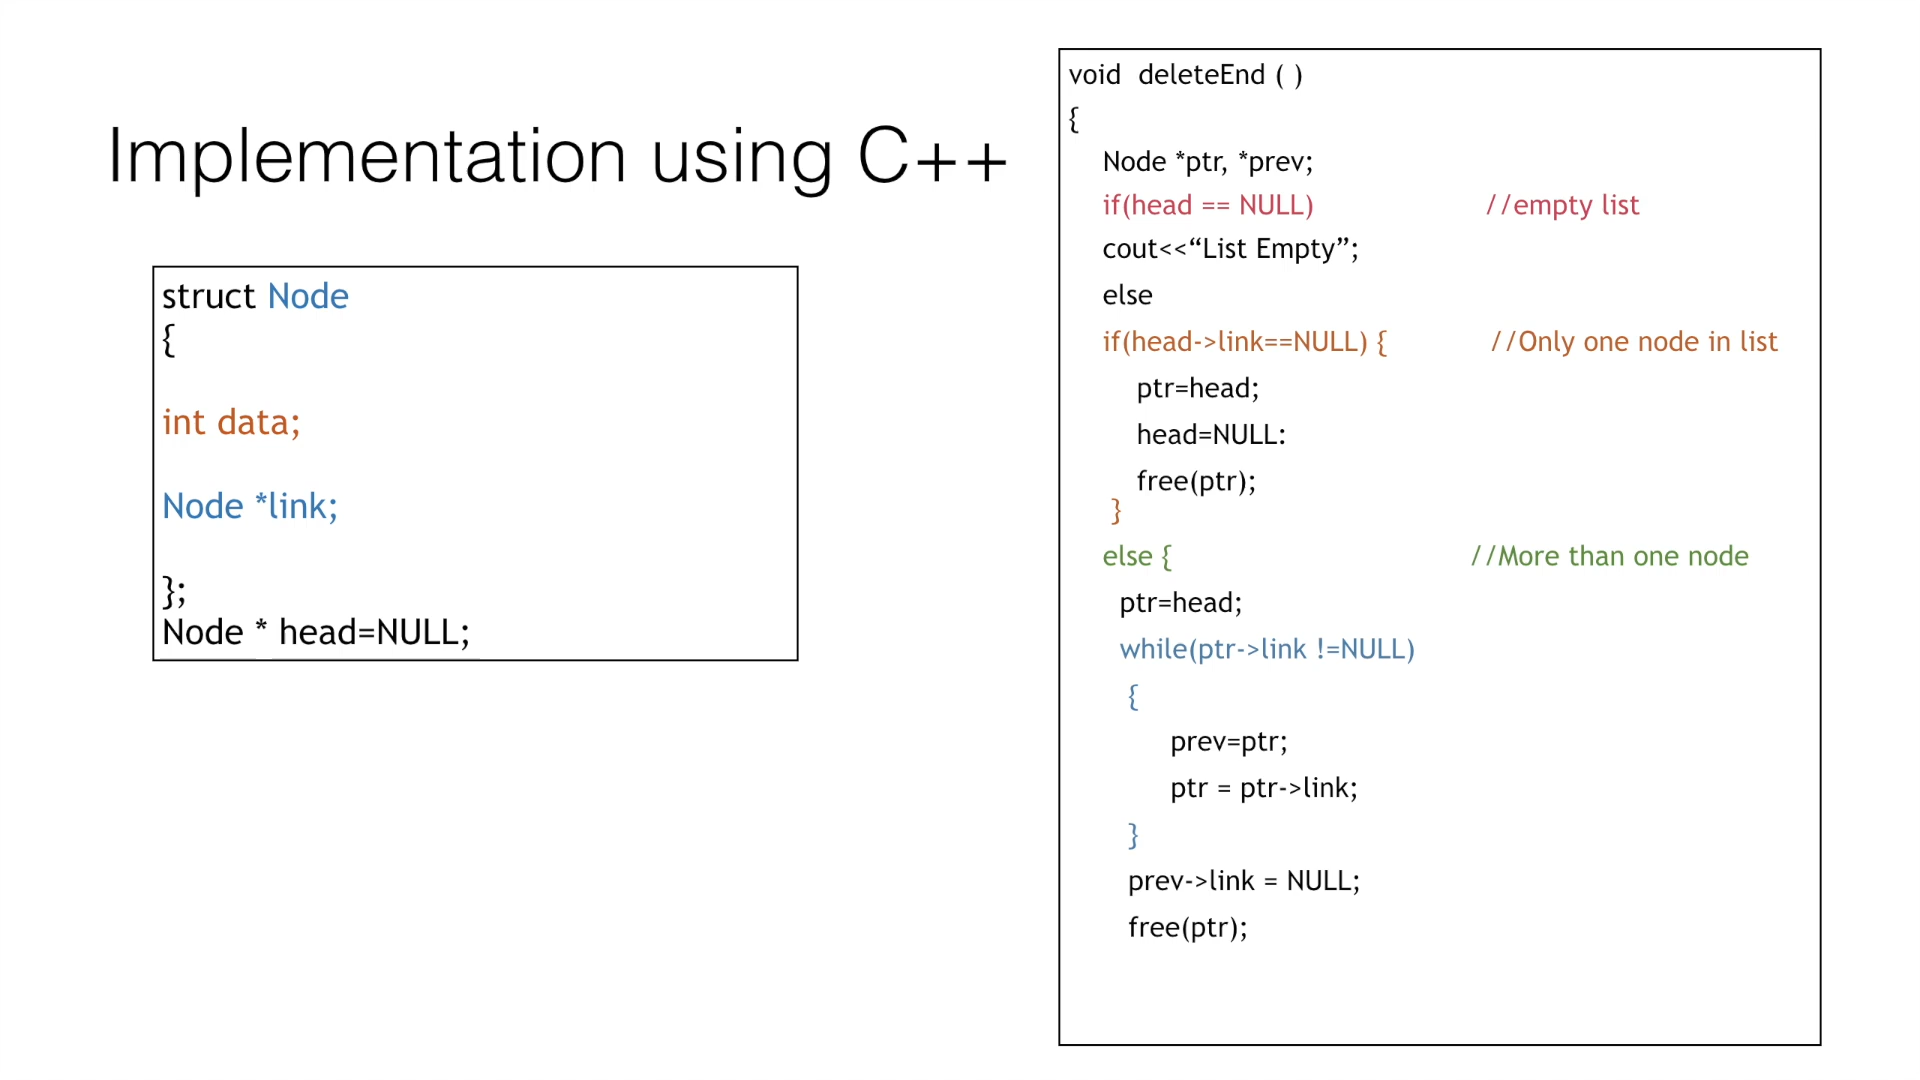 Implementation using C++
struct Node
{
int data;
Node *link;
};
Node * head=NULL;
void  deleteEnd ( )
{
Node *ptr, *prev;
if(head == NULL) //empty list
cout<<“List Empty”;
else
if(head->link==NULL) { //Only one node in list
ptr=head;
head=NULL:
free(ptr);
}
else { //More than one node
ptr=head;
while(ptr->link !=NULL)
{
prev=ptr;
ptr = ptr->link;
}
prev->link = NULL;
free(ptr);